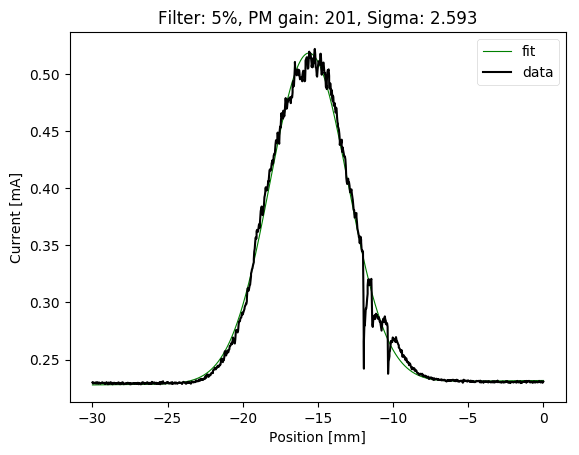 Filter: 5%, PM gain: 201, Sigma: 2.593
fit
data
0.50
0.45
0.40
0.35
0.30
0.25
Current [mA]
−30
−25
−20
−15
−10
−5
0
Position [mm]